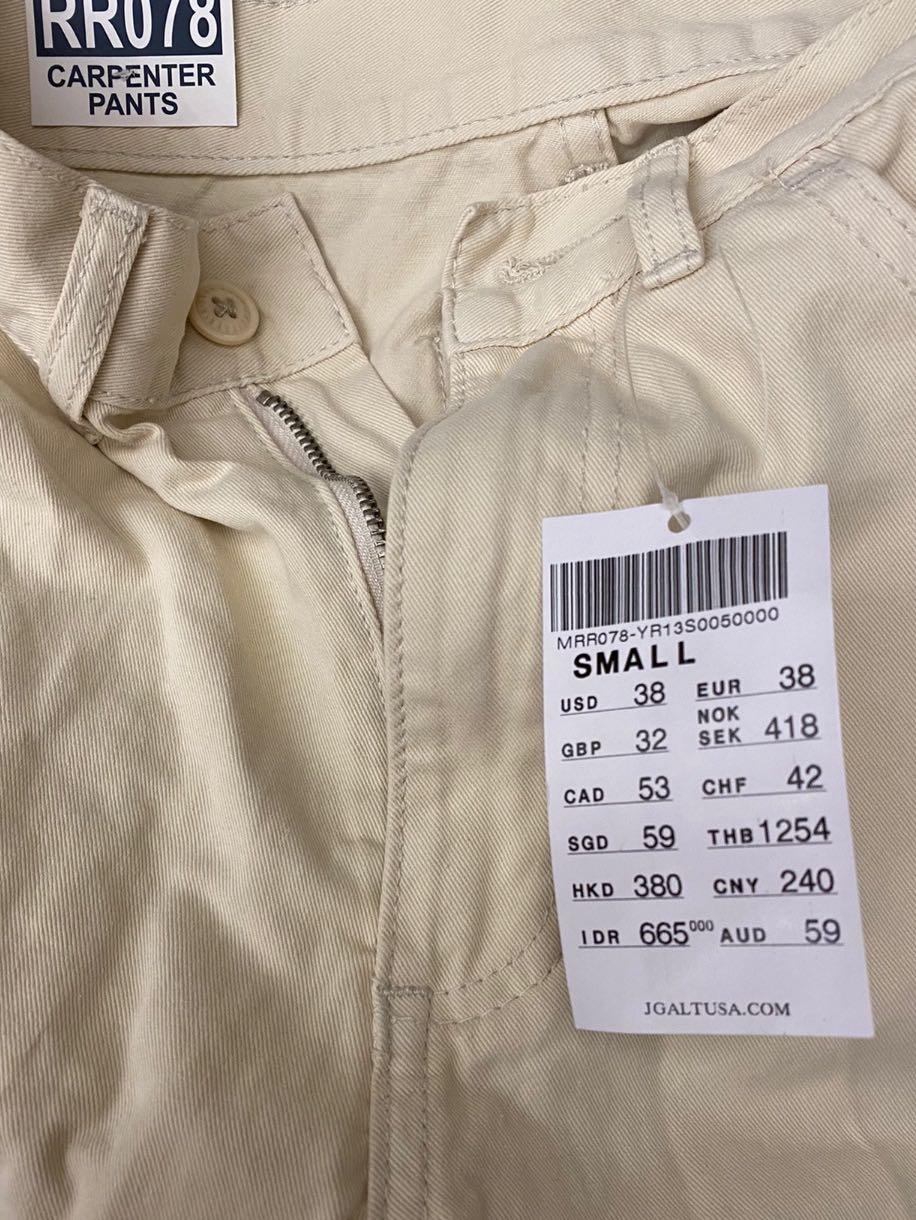 RR078
CARPENTER
PANTS
MRR078-YR13S0050000
SMALL
USD 38 EUR 38
GBP 32 NOK SEK 418
CAD 53 CHF 42
SGD 59 THB 1254
HKD 380 CNY 240
IDR 665000 AUD 59
JGALTUSA.COM